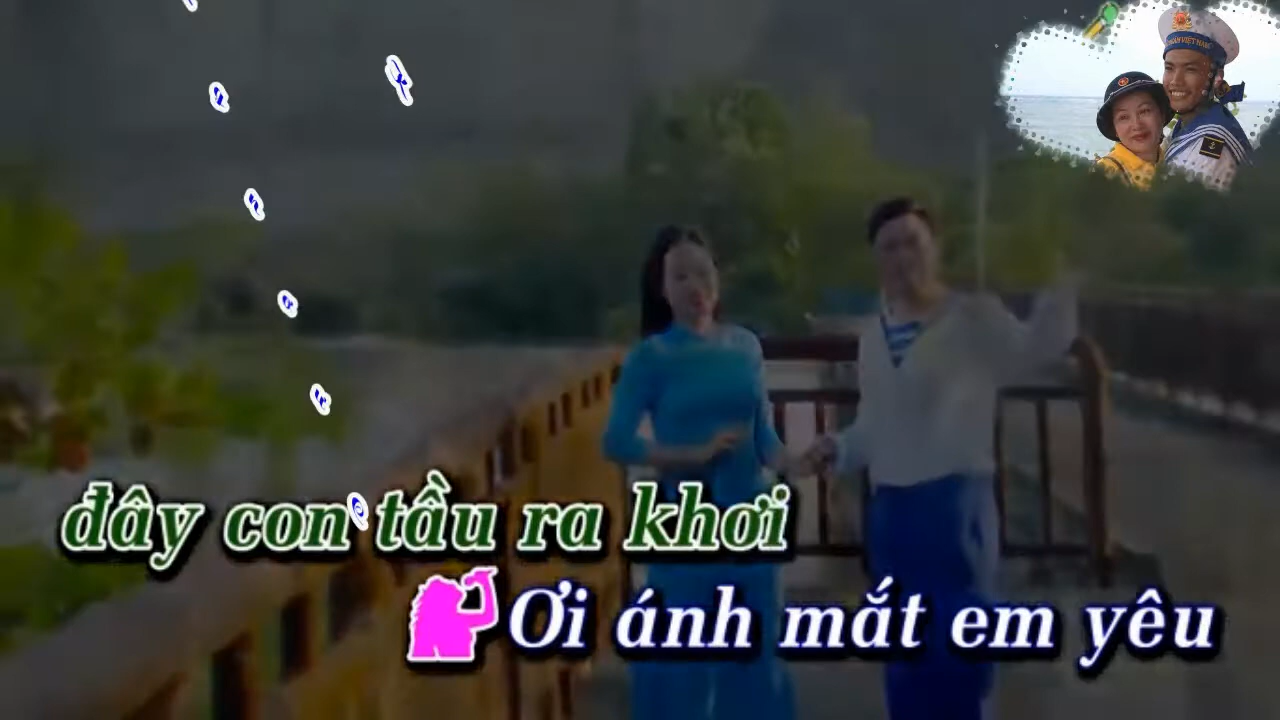 đây con tầu ra khơi
Ơi ánh mắt em yêu